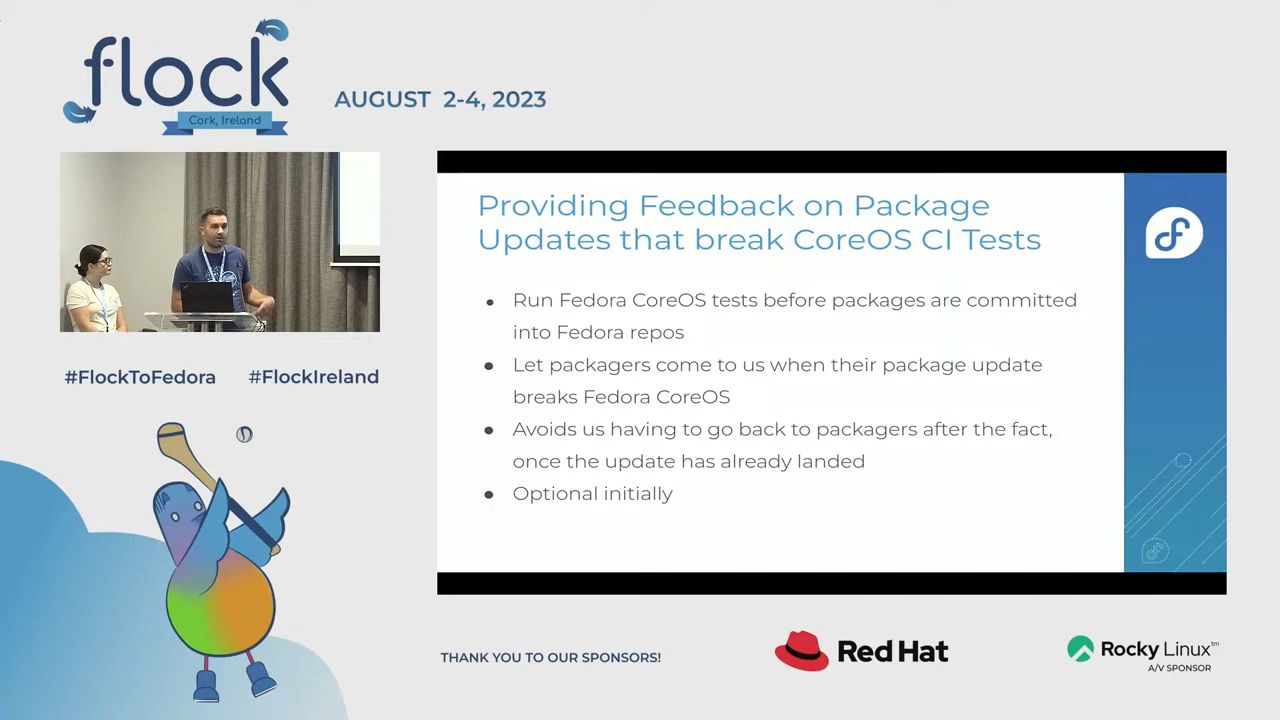 flock
Cork, Ireland
AUGUST 2-4, 2023
Providing Feedback on Package
Updates that break CoreOS CI Tests
● Run Fedora CoreOS tests before packages are committed
into Fedora repos
● Let packagers come to us when their package update
breaks Fedora CoreOS
● Avoids us having to go back to packagers after the fact,
once the update has already landed
● Optional initially
#FlockToFedora #FlockIreland
THANK YOU TO OUR SPONSORS!
Red Hat
Rocky Linux™
A/V SPONSOR